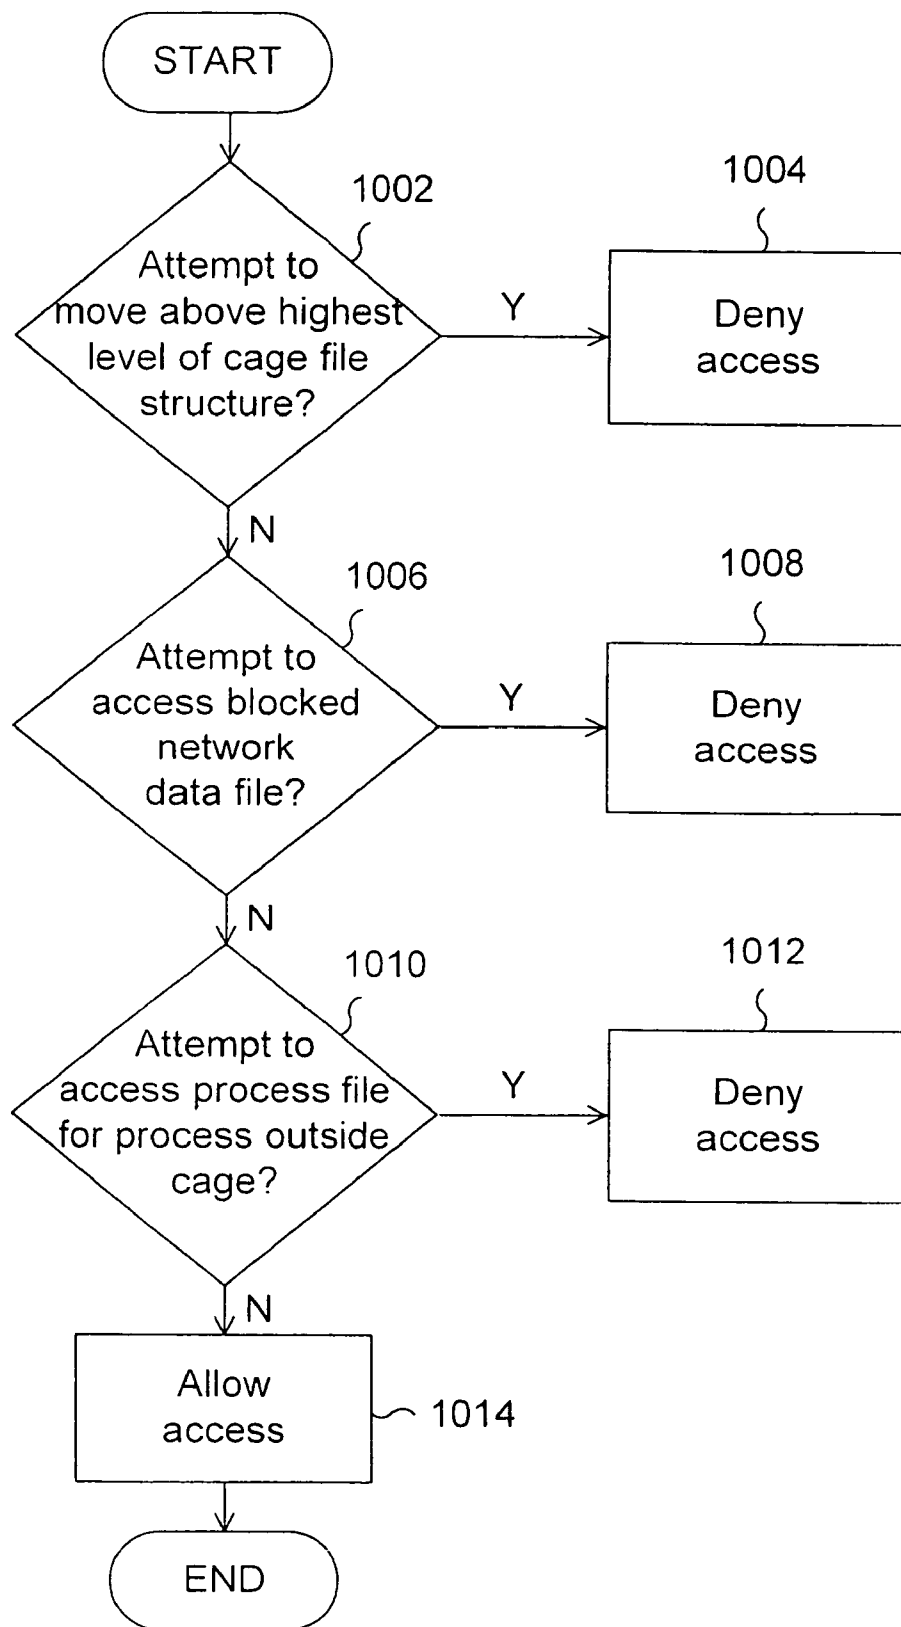 START
1002
Attempt to
move above highest
level of cage file
structure?
Y
1004
Deny
access
N
1006
Attempt to
access blocked
network
data file?
Y
1008
Deny
access
N
1010
Attempt to
access process file
for process outside
cage?
Y
1012
Deny
access
N
Allow
access
1014
END